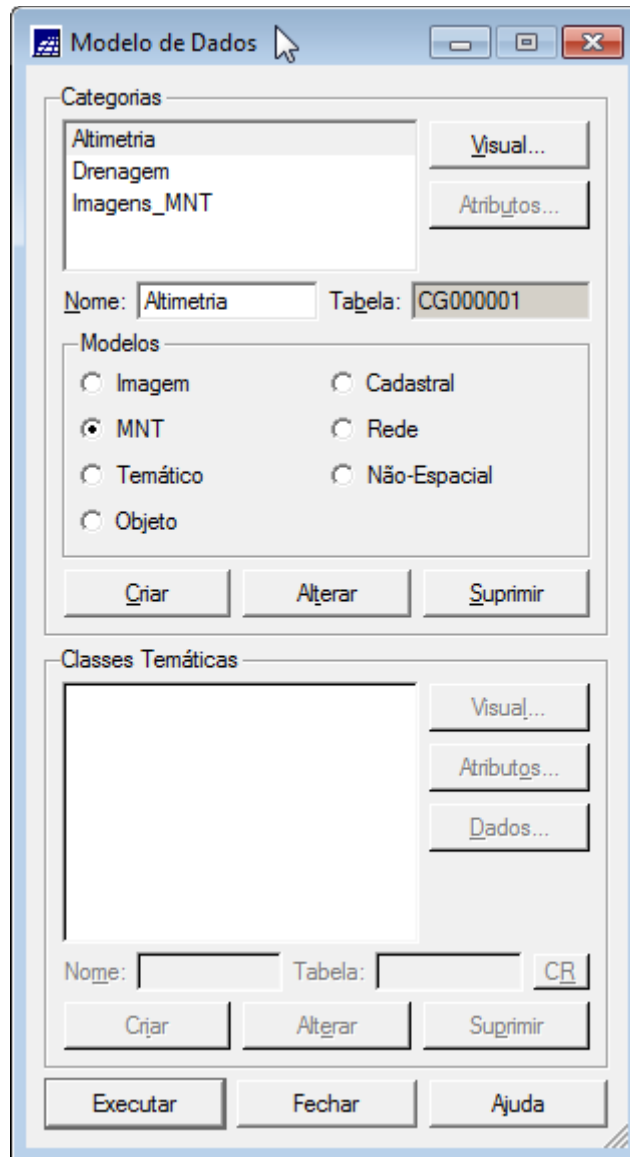 Modelo de Dados
Categorias
Altimetria
Drenagem
Imagens_MNT
Visual...
Atributos...
Nome: Altimetria Tabela: CG000001
Modelos
Imagem Cadastral
MNT Rede
Temático Não-Espacial
Objeto
Criar Alterar Suprimir
Classes Temáticas
Visual...
Atributos...
Dados...
Nome: Tabela: CR
Criar Alterar Suprimir
Executar Fechar Ajuda